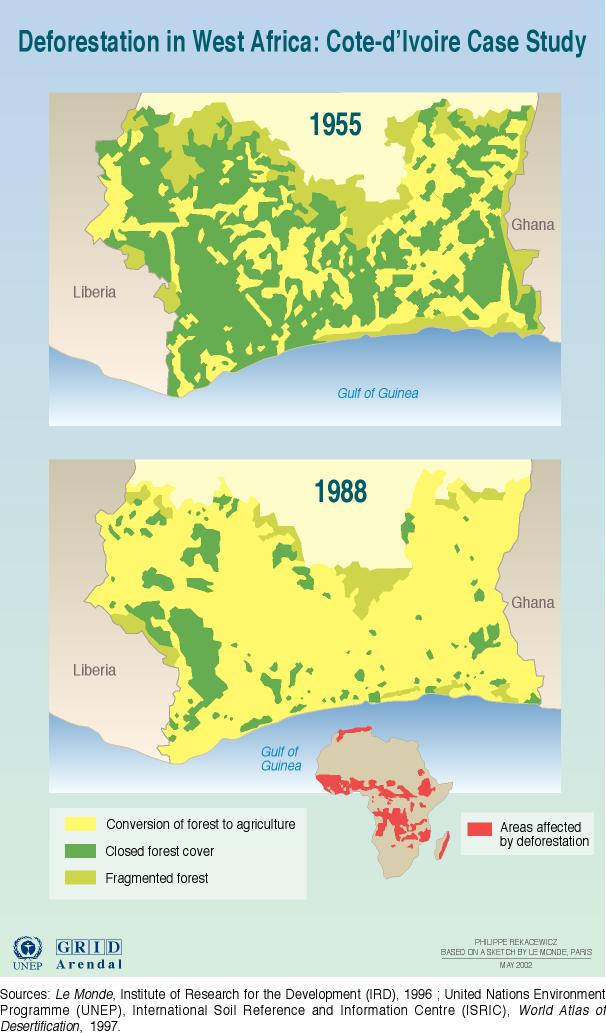 Deforestation in West Africa: Cote-d'Ivoire Case Study
1955
Ghana
Liberia
Gulf of Guinea
1988
Ghana
Liberia
Gulf of
Guinea
Conversion of forest to agriculture
Closed forest cover
Fragmented forest
Areas affected
by deforestation
UNEP
GRID
Arendal
PHILIPPE REKACEWICZ
BASED ON A SKETCH BY LE MONDE, PARIS
MAY 2002
Sources: Le Monde, Institute of Research for the Development (IRD), 1996 ; United Nations Environment
Programme (UNEP), International Soil Reference and Information Centre (ISRIC), World Atlas of
Desertification, 1997.